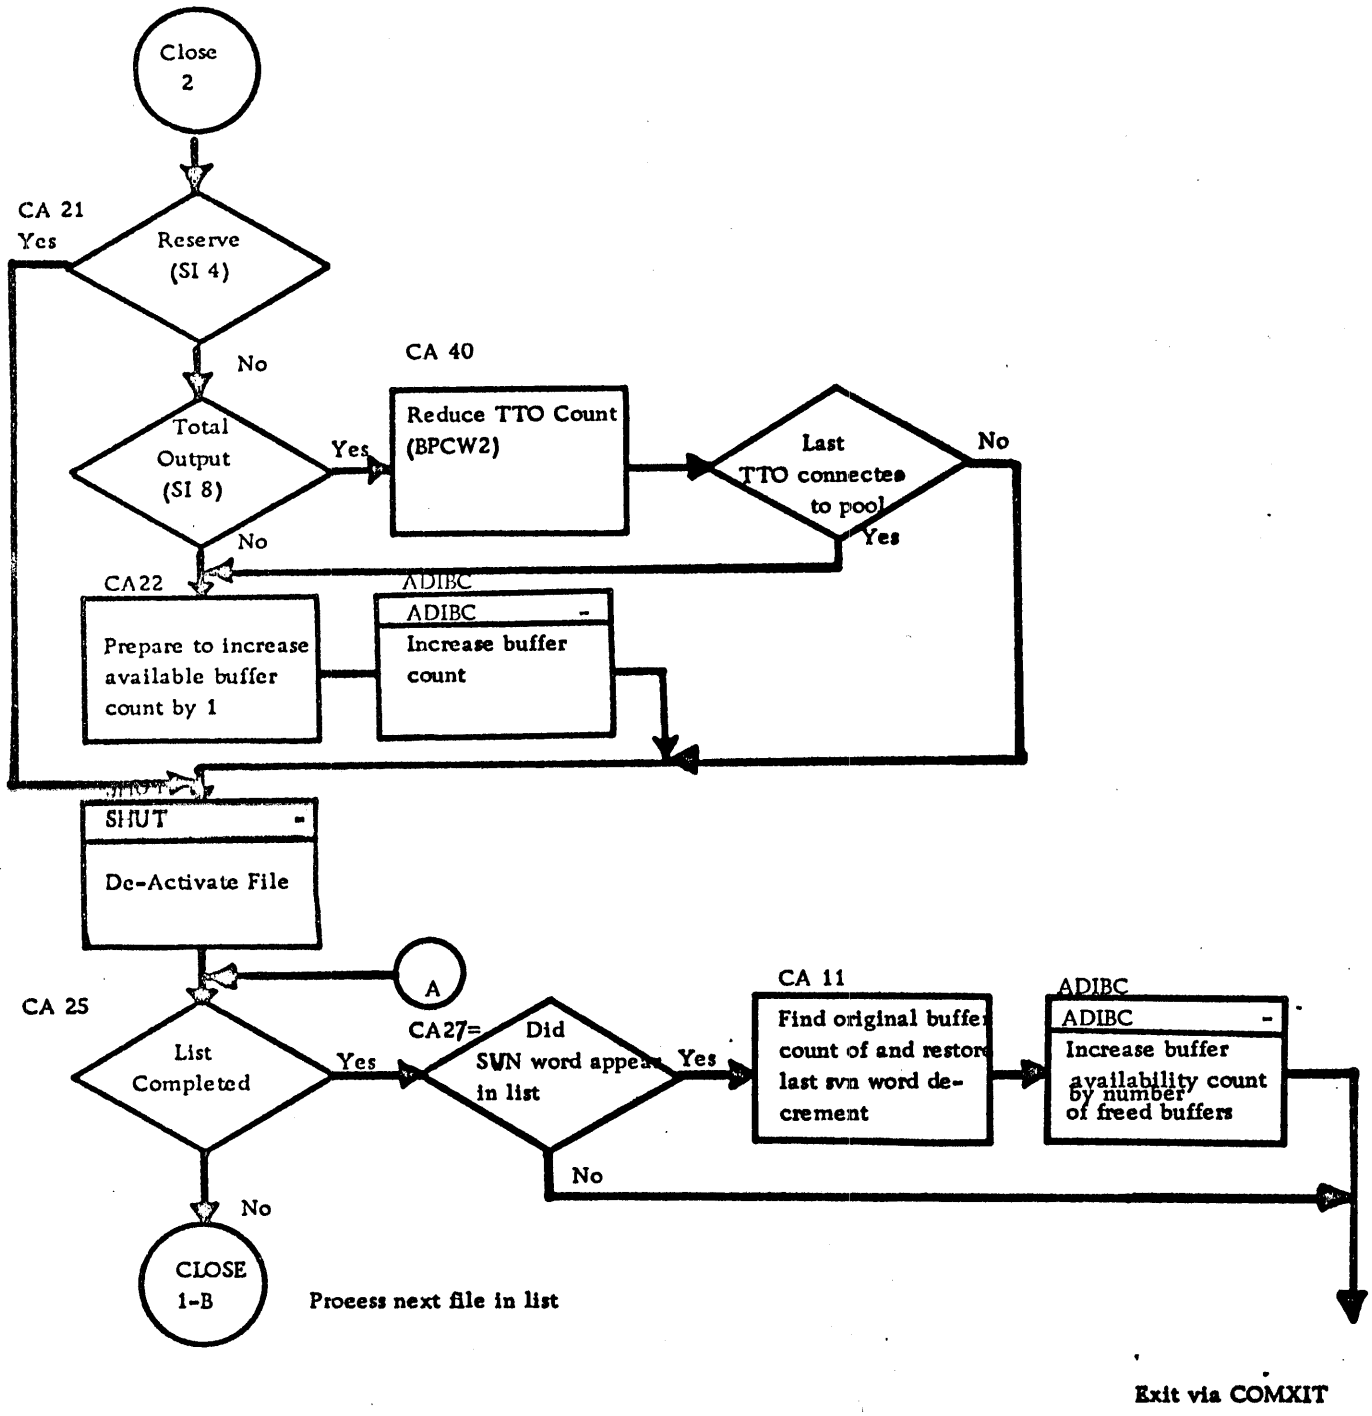 Close
2
CA 21
Yes
Reserve
(SI 4)
No
CA 40
Total
Output
(SI 8)
Yes
Reduce TTO Count
(BPCW2)
Last
TTO connected
to pool
No
Yes
No
CA22
Prepare to increase
available buffer
count by 1
ADIBC
ADIBC -
Increase buffer
count
SHUT
SHUT -
De-Activate File
A
CA 25
List
Completed
Yes
CA27=
Did
SVN word appear
in list
Yes
CA 11
Find original buffer
count of and restore
last svn word de-
crement
ADIBC
ADIBC -
Increase buffer
availability count
by number
of freed buffers
No
No
CLOSE
1-B
Process next file in list
Exit via COMXIT